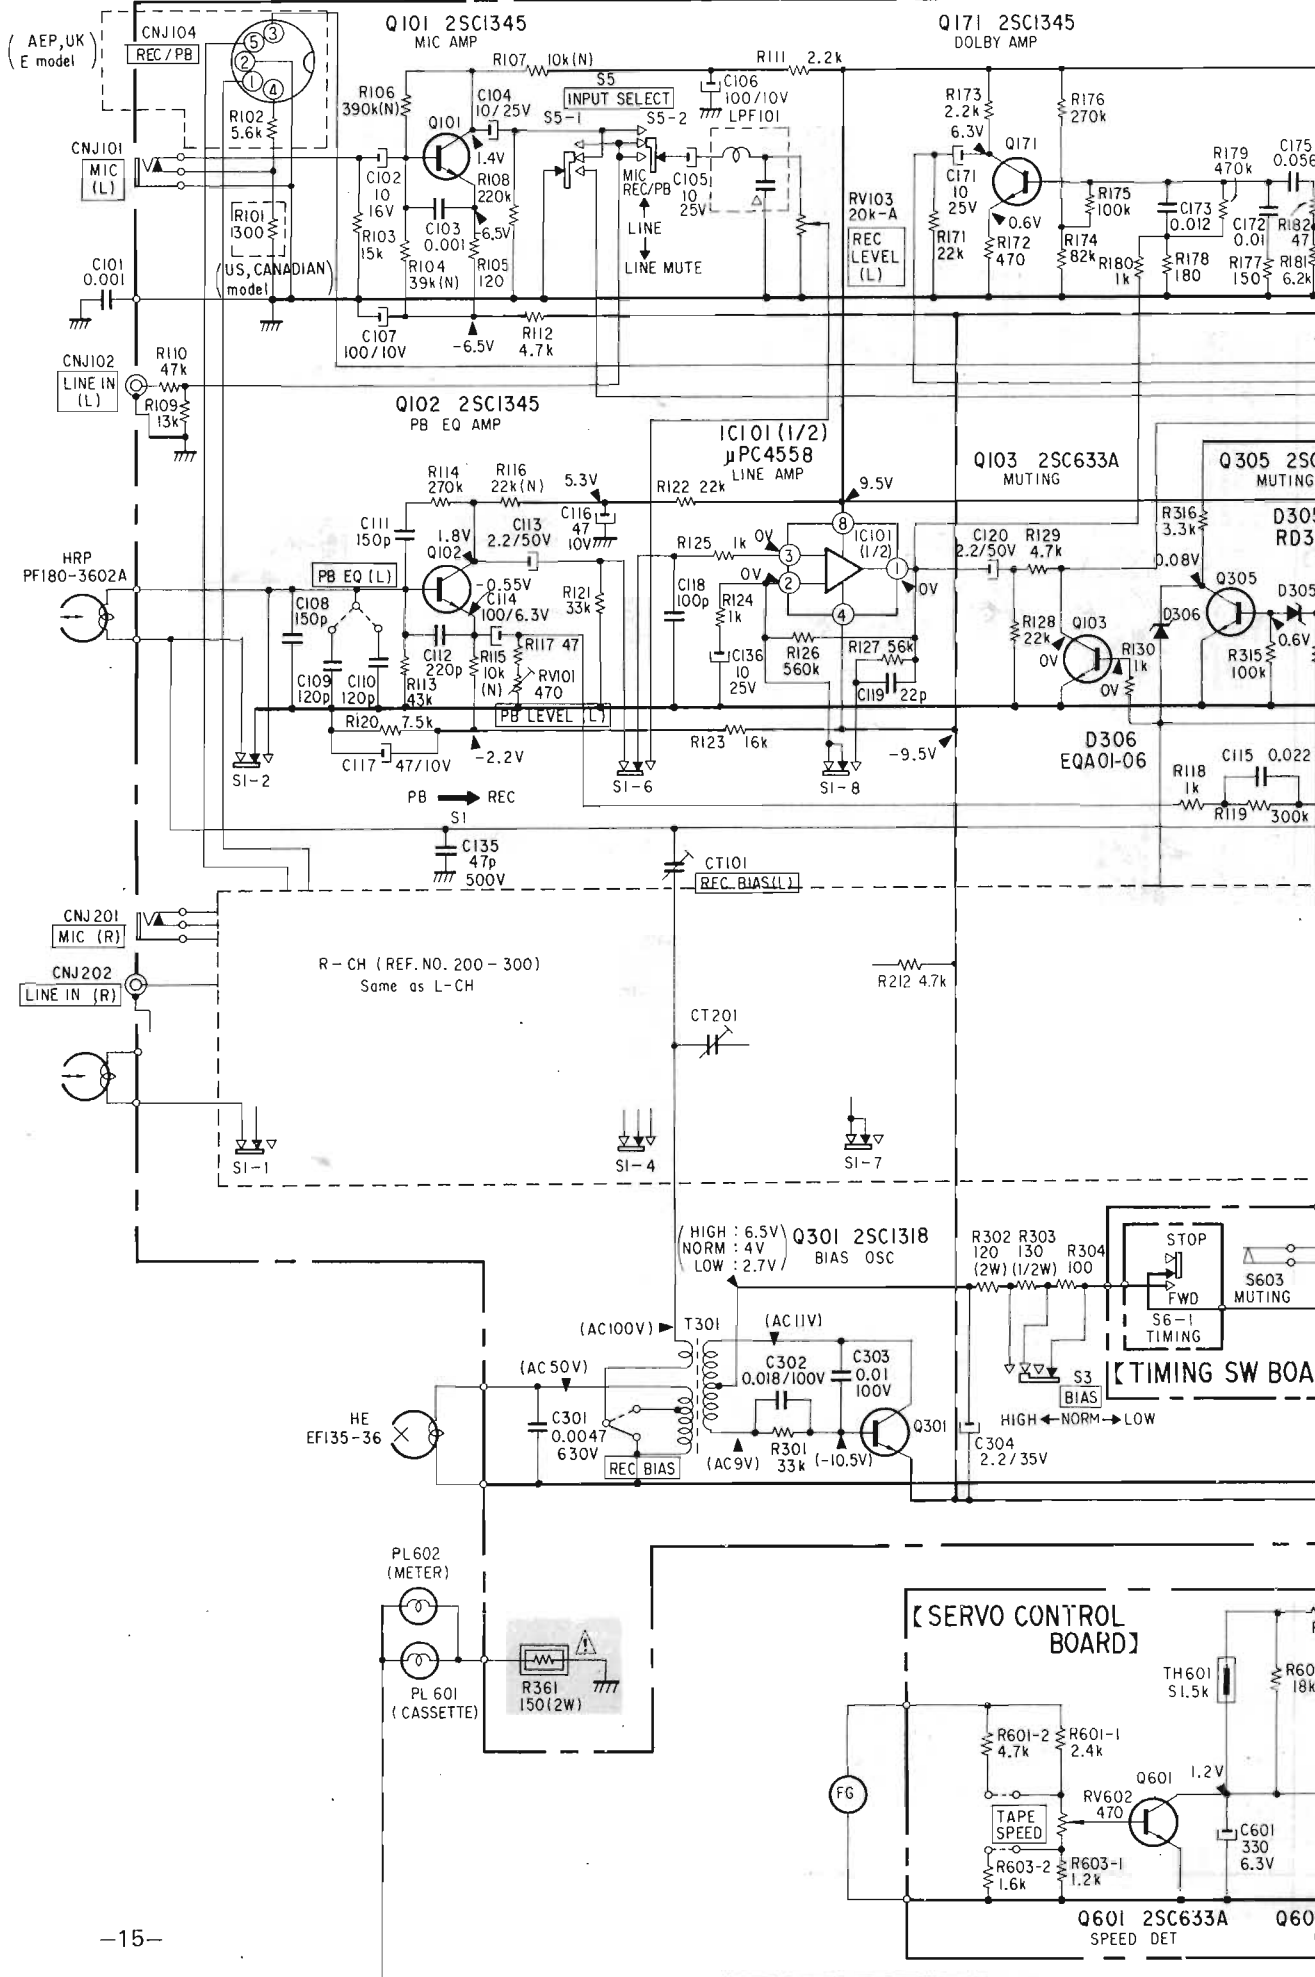 ( AEP,UK
E model )
CNJ104
REC/PB
5
3
2
1
4
R102
5.6k
CNJ101
MIC
(L)
R101
1300
(US,CANADIAN)
model
C101
0.001
Q101 2SC1345
MIC AMP
R107 10k(N)
R106
390k(N)
C104
10/25V
S5
INPUT SELECT
S5-1
S5-2
Q101
1.4V
R108
220k
C102
10
16V
R103
15k
C103
0.001
R104
39k(N)
-6.5V
R105
120
MIC
REC/PB
LINE
LINE MUTE
C105
10
25V
C107
100/10V
-6.5V
R112
4.7k
R111 2.2k
C106
100/10V
LPF101
RV103
20k-A
REC
LEVEL
(L)
Q171 2SC1345
DOLBY AMP
R173
2.2k
6.3V
R176
270k
Q171
C171
10
25V
0.6V
R171
22k
R172
470
R175
100k
R174
82k
R180
1k
C173
0.012
R178
180
R179
470k
C172
0.01
R177
150
C175
0.056
R182
47
R181
6.2k
CNJ102
LINE IN
(L)
R110
47k
R109
13k
Q102 2SC1345
PB EQ AMP
R114
270k
R116
22k(N)
5.3V
C116
47
10V
C111
150p
1.8V
Q102
C113
2.2/50V
PB EQ (L)
-0.55V
C114
100/6.3V
R121
33k
C108
150p
C109
120p
C110
120p
C112
220p
R113
43k
R115
10k
(N)
R117 47
RV101
470
PB LEVEL (L)
R120 7.5k
C117 47/10V
-2.2V
HRP
PF180-3602A
S1-2
PB → REC
S1
S1-6
S1-8
IC101 (1/2)
μPC4558
LINE AMP
R122 22k
9.5V
8
IC101
(1/2)
R125 1k
0V
3
0V
2
1
0V
4
C118
100p
R124
1k
C136
10
25V
R126
560k
R127 56k
C119 22p
R123 16k
-9.5V
Q103 2SC633A
MUTING
C120
2.2/50V
R129
4.7k
R128
22k
Q103
0V
R130
1k
0V
R316
3.3k
0.08V
D306
Q305
R315
100k
0.6V
D305
Q305 2SC
MUTING
D305
RD3
D306
EQA01-06
C115 0.022
R118
1k
R119
300k
C135
47p
500V
CT101
REC BIAS (L)
CNJ201
MIC (R)
CNJ202
LINE IN (R)
R-CH (REF. NO. 200-300)
Same as L-CH
R212 4.7k
CT201
S1-1
S1-4
S1-7
(HIGH : 6.5V
NORM : 4V
LOW : 2.7V)
Q301 2SC1318
BIAS OSC
R302
120
(2W)
R303
130
(1/2W)
R304
100
STOP
FWD
S6-1
TIMING
S603
MUTING
【TIMING SW BOA
S3
BIAS
HIGH ← NORM → LOW
(AC100V)
T301
(AC11V)
(AC50V)
C302
0.018/100V
C303
0.01
100V
C301
0.0047
630V
REC BIAS
(AC9V)
R301
33k
(-10.5V)
Q301
C304
2.2/35V
HE
EF135-36
PL602
(METER)
PL601
(CASSETTE)
R361
150(2W)
【SERVO CONTROL
BOARD】
TH601
S1.5k
R60
18k
R601-2
4.7k
R601-1
2.4k
FG
TAPE
SPEED
RV602
470
Q601
1.2V
R603-2
1.6k
R603-1
1.2k
C601
330
6.3V
Q601 2SC633A
SPEED DET
Q60
-15-